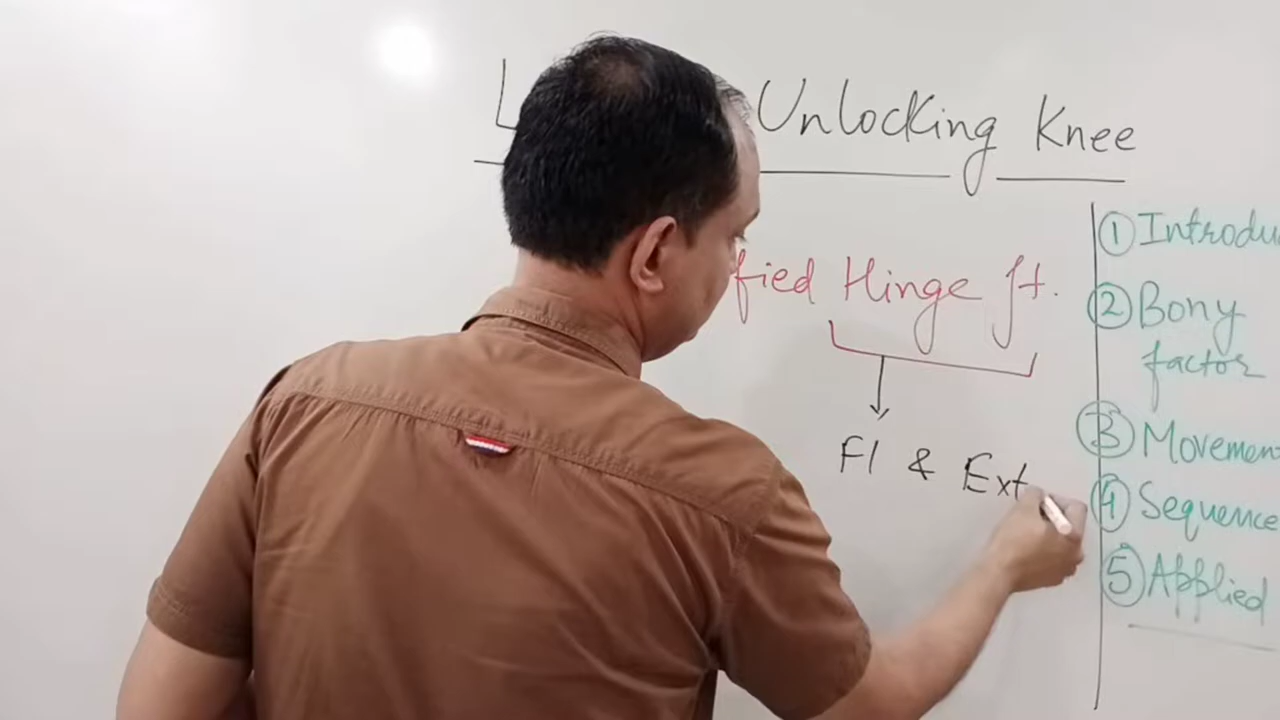 Unlocking Knee
fied Hinge Jt.
Fl & Ext
① Introdu
② Bony
factor
③ Movemen
④ Sequence
⑤ Applied